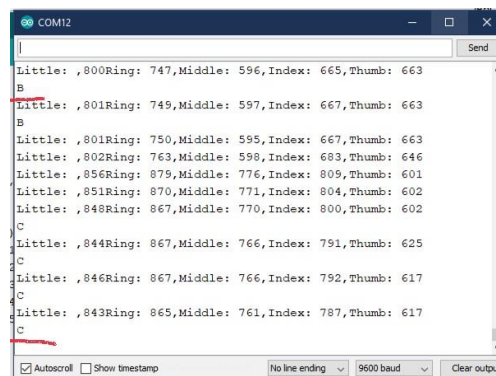 COM12
Send
Little: ,800Ring: 747,Middle: 596,Index: 665,Thumb: 663
B
Little: ,801Ring: 749,Middle: 597,Index: 667,Thumb: 663
B
Little: ,801Ring: 750,Middle: 595,Index: 667,Thumb: 663
Little: ,802Ring: 763,Middle: 598,Index: 683,Thumb: 646
Little: ,856Ring: 879,Middle: 776,Index: 809,Thumb: 601
Little: ,851Ring: 870,Middle: 771,Index: 804,Thumb: 602
Little: ,848Ring: 867,Middle: 770,Index: 800,Thumb: 602
C
Little: ,844Ring: 867,Middle: 766,Index: 791,Thumb: 625
C
Little: ,846Ring: 867,Middle: 766,Index: 792,Thumb: 617
C
Little: ,843Ring: 865,Middle: 761,Index: 787,Thumb: 617
C
Autoscroll Show timestamp No line ending 9600 baud Clear outpu